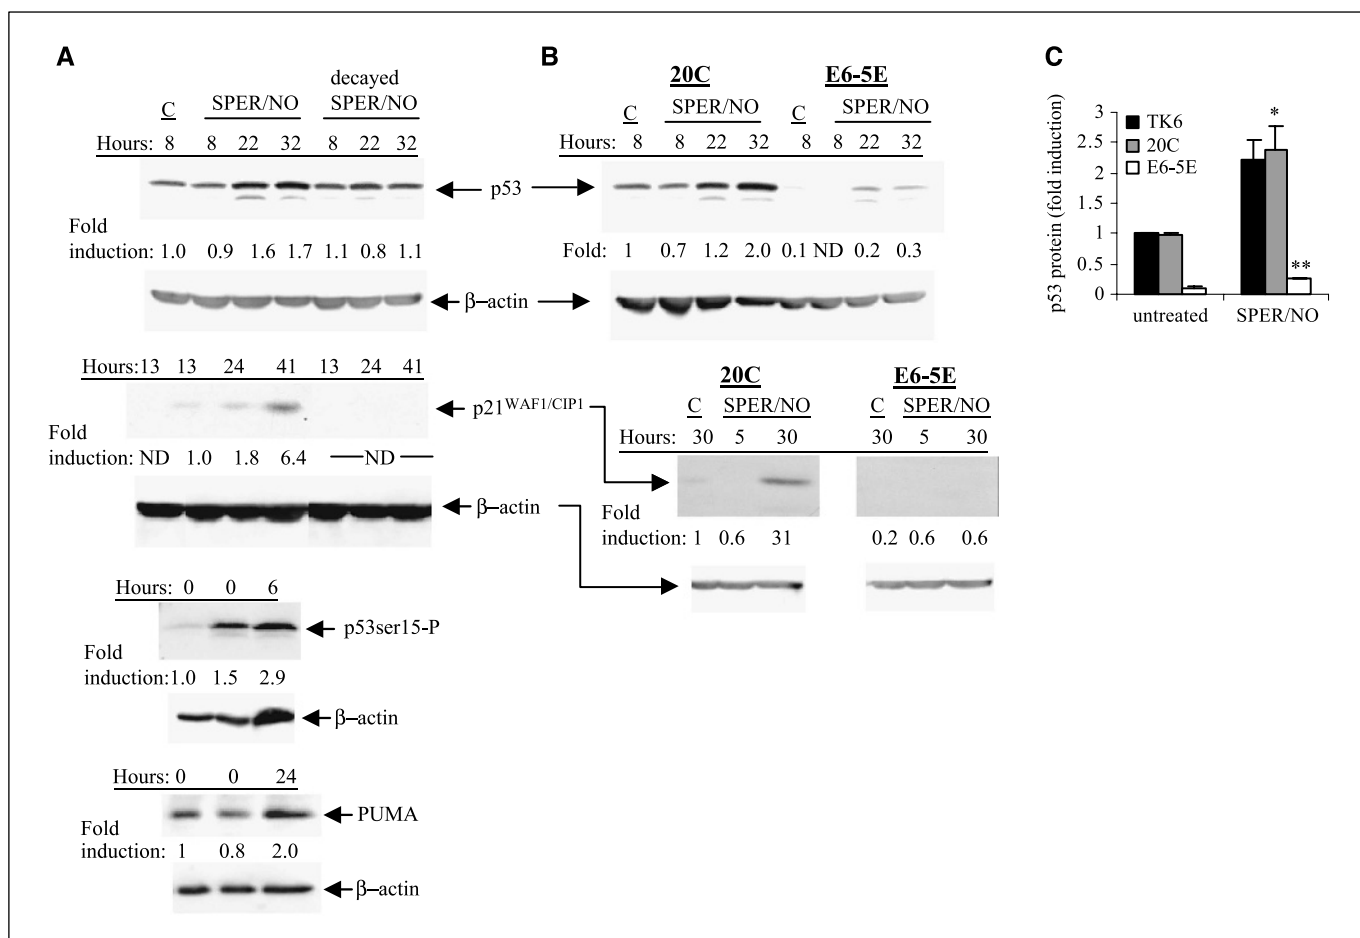 A
decayed
C SPER/NO SPER/NO
Hours: 8 8 22 32 8 22 32
p53
Fold
induction: 1.0 0.9 1.6 1.7 1.1 0.8 1.1
β–actin
Hours: 13 13 24 41 13 24 41
p21WAF1/CIP1
Fold
induction: ND 1.0 1.8 6.4 ND
β–actin
Hours: 0 0 6
p53ser15-P
Fold
induction: 1.0 1.5 2.9
β–actin
Hours: 0 0 24
PUMA
Fold
induction: 1 0.8 2.0
β–actin
B
20C E6-5E
C SPER/NO C SPER/NO
8 8 22 32 8 8 22 32
Fold: 1 0.7 1.2 2.0 0.1 ND 0.2 0.3
20C E6-5E
C SPER/NO C SPER/NO
Hours: 30 5 30 30 5 30
Fold
induction: 1 0.6 31 0.2 0.6 0.6
C
p53 protein (fold induction)
3
2.5
2
1.5
1
0.5
0
TK6
20C
E6-5E
*
**
untreated SPER/NO